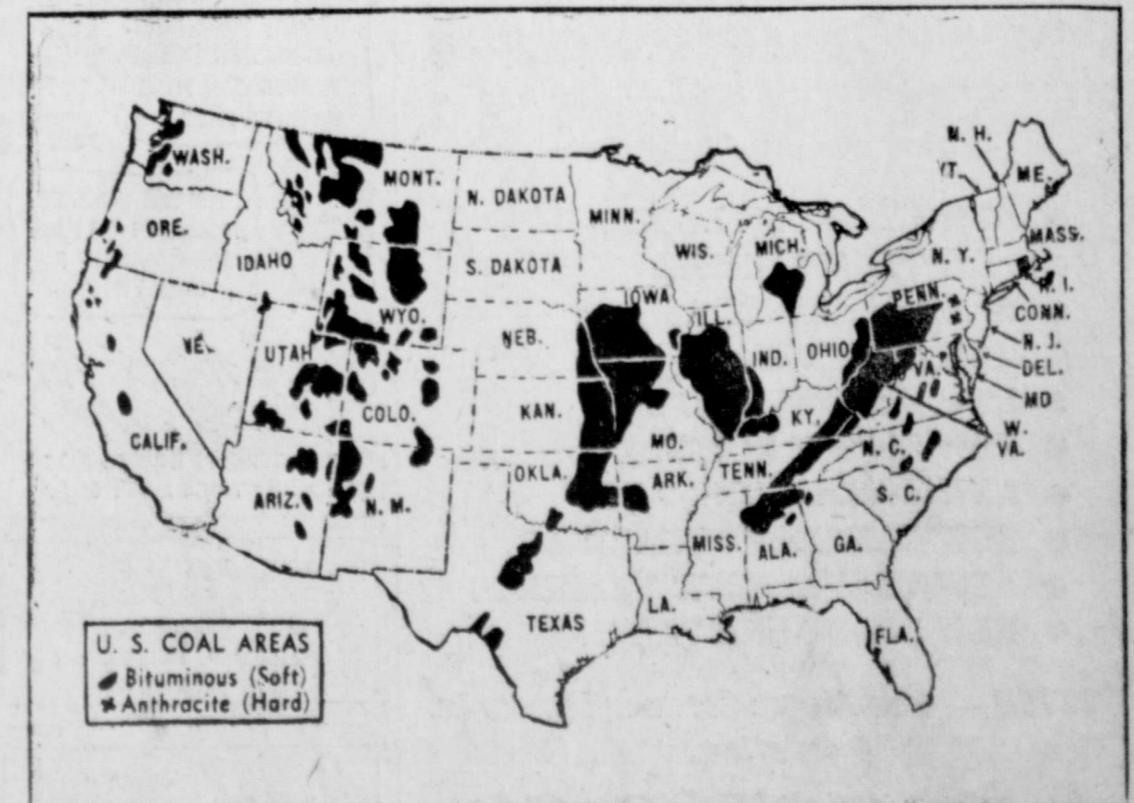 N. H.
VT.
ME.
WASH.
MONT.
N. DAKOTA
MINN.
ORE.
MASS.
WIS.
MICH.
N. Y.
IDAHO
S. DAKOTA
R. I.
IOWA
PENN.
CONN.
WYO.
ILL.
NEB.
N. J.
NE.
UTAH
IND.
OHIO
DEL.
VA.
MD
COLO.
KAN.
KY.
CALIF.
MO.
N. C.
W.
VA.
OKLA.
ARK.
TENN.
ARIZ.
N. M.
S. C.
MISS.
ALA.
GA.
LA.
TEXAS
FLA.
U. S. COAL AREAS
Bituminous (Soft)
Anthracite (Hard)